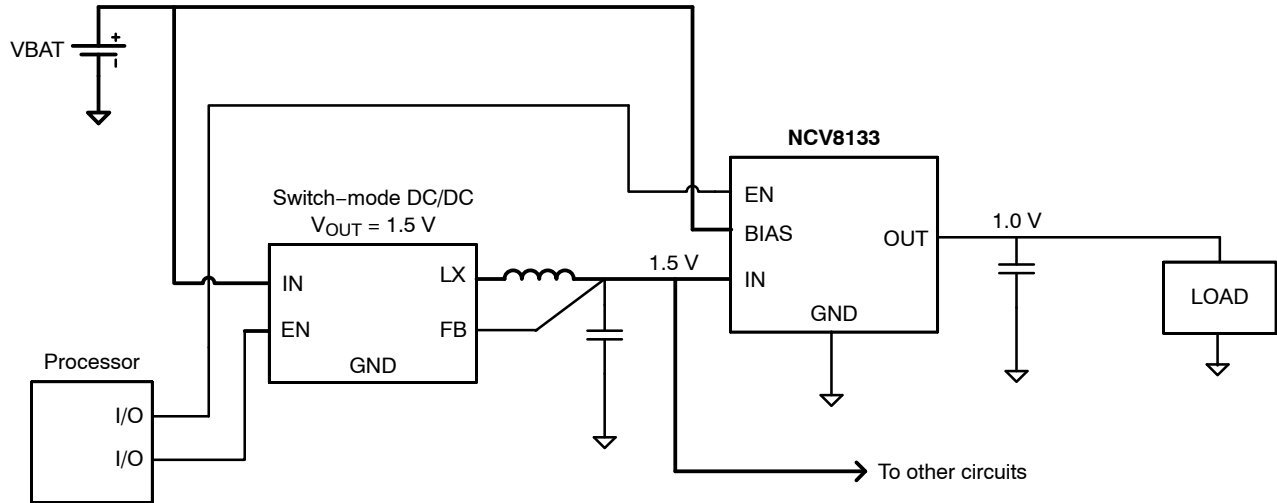 VBAT
+
–
NCV8133
Switch–mode DC/DC
VOUT = 1.5 V
EN
BIAS
OUT
1.0 V
LX
1.5 V
IN
IN
LOAD
GND
EN
FB
GND
Processor
I/O
I/O
To other circuits